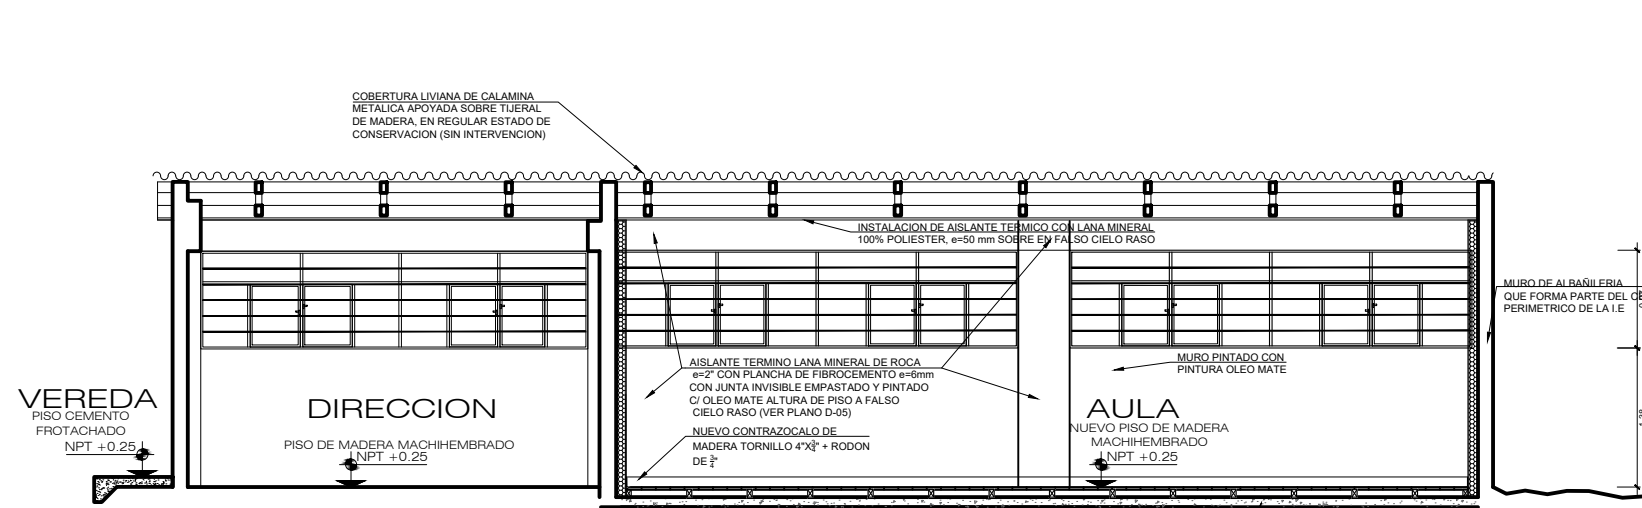 COBERTURA LIVIANA DE CALAMINA
METALICA APOYADA SOBRE TIJERAL
DE MADERA, EN REGULAR ESTADO DE
CONSERVACION (SIN INTERVENCION)
INSTALACION DE AISLANTE TERMICO CON LANA MINERAL
100% POLIESTER, e=50 mm SOBRE EN FALSO CIELO RASO
MURO DE ALBAÑILERIA
QUE FORMA PARTE DEL
PERIMETRICO DE LA I.E
AISLANTE TERMINO LANA MINERAL DE ROCA
e=2" CON PLANCHA DE FIBROCEMENTO e=6mm
CON JUNTA INVISIBLE EMPASTADO Y PINTADO
C/ OLEO MATE ALTURA DE PISO A FALSO
CIELO RASO (VER PLANO D-05)
MURO PINTADO CON
PINTURA OLEO MATE
VEREDA
PISO CEMENTO
FROTACHADO
NPT +0.25
DIRECCION
PISO DE MADERA MACHIHEMBRADO
NPT +0.25
NUEVO CONTRAZOCALO DE
MADERA TORNILLO 4"X¾" + RODON
DE ¾"
AULA
NUEVO PISO DE MADERA
MACHIHEMBRADO
NPT +0.25